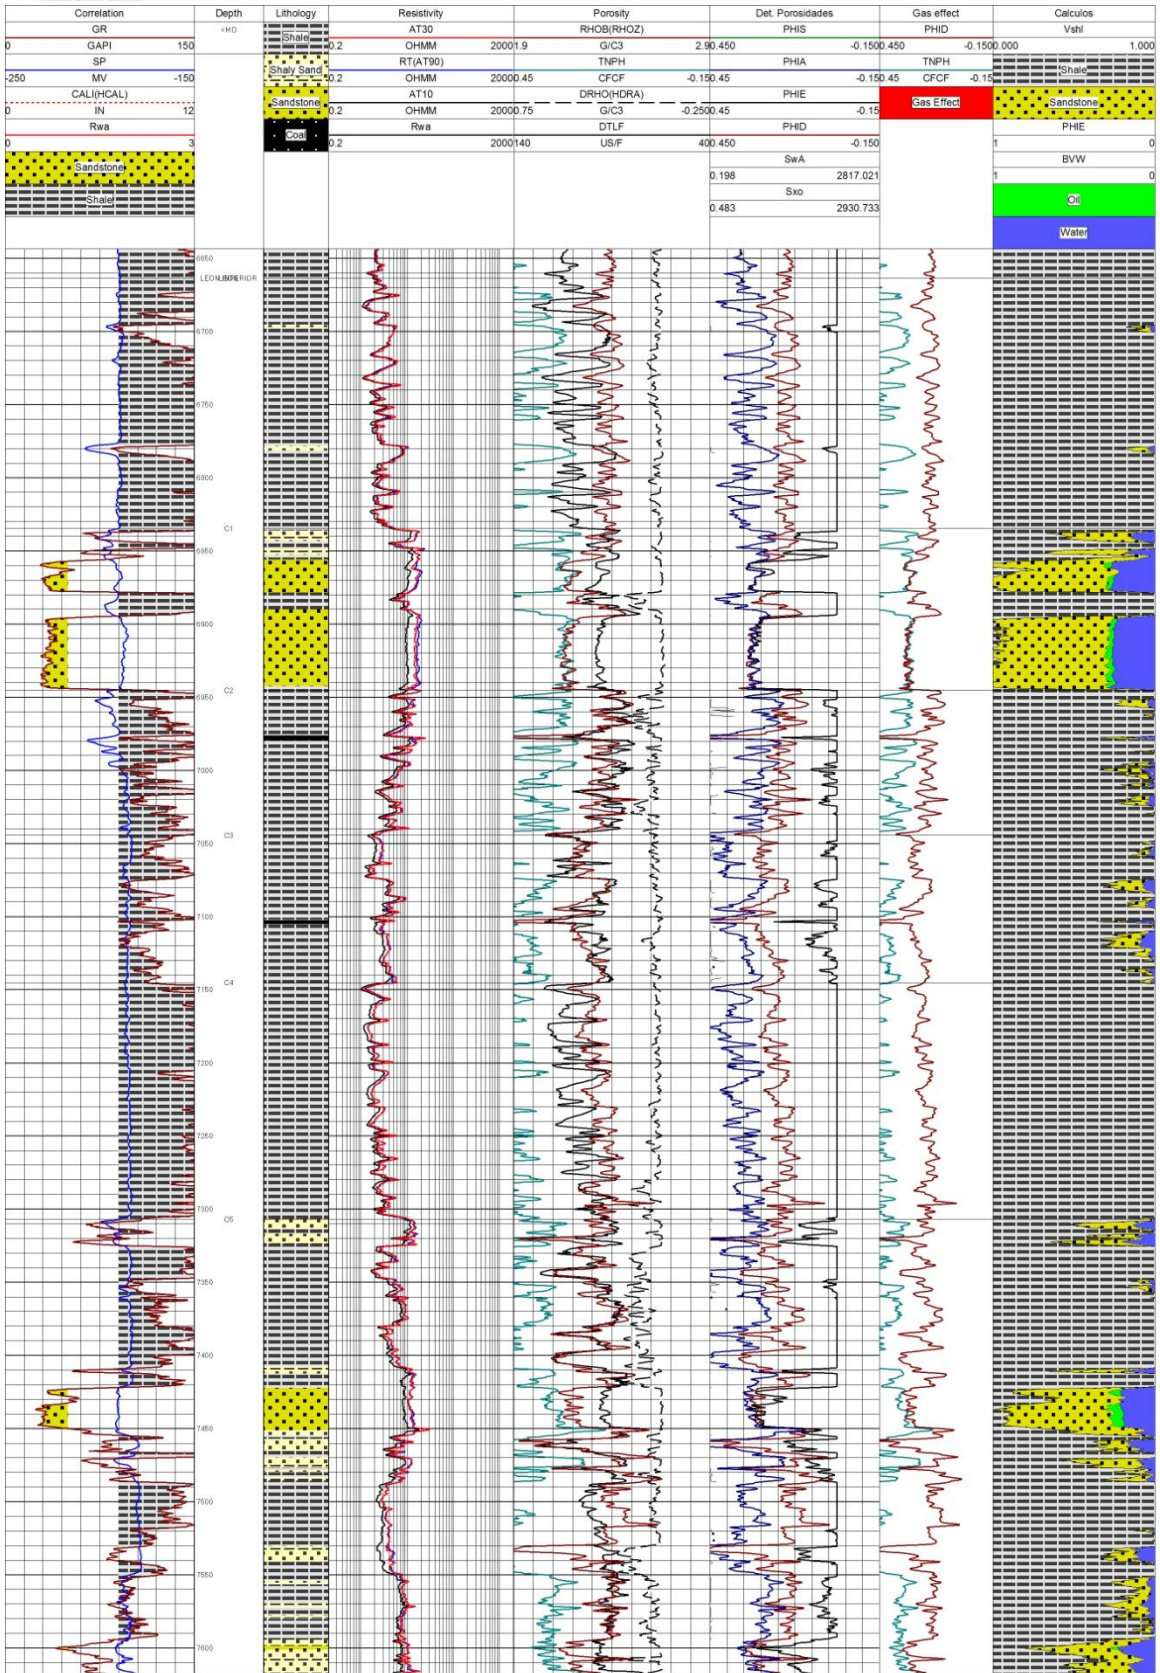 Correlation Depth Lithology Resistivity Porosity Det. Porosidades Gas effect Calculos
GR <MD Shale AT30 RHOB(RHOZ) PHIS PHID Vshl
0 GAPI 150 0.2 OHMM 2000 1.9 G/C3 2.9 0.450 -0.150 0.450 -0.150 0.000 1.000
SP Shaly Sand RT(AT90) TNPH PHIA TNPH Shale
-250 MV -150 0.2 OHMM 2000 0.45 CFCF -0.15 0.45 -0.15 0.45 CFCF -0.15
CALI(HCAL) Sandstone AT10 DRHO(HDRA) PHIE Gas Effect Sandstone
0 IN 12 0.2 OHMM 2000 0.75 G/C3 -0.25 0.45 -0.15
Rwa Coal Rwa DTLF PHID PHIE
0 3 0.2 2000 140 US/F 40 0.450 -0.150 1 0
Sandstone SwA BVW
0.198 2817.021 1 0
Shale Sxo Oil
0.483 2930.733
Water
6650
6700
6750
6800
C1
6850
6900
C2
6950
7000
C3
7050
7100
C4
7150
7200
7250
7300
C5
7350
7400
7450
7500
7550
7600